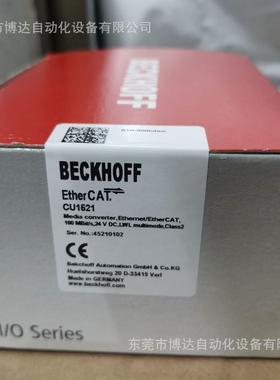 东莞市博达自动化设备有限公司
BECKHOFF
BECKHOFF
EtherCAT
CU1621
Media converter,Ethernet/EtherCAT,
100 MBit/s,24 V DC,LWL multimode,Class2
Ser. No.:45210102
CE
Beckhoff Automation GmbH & Co.KG
Huelshorstweg 20 D-33415 Verl
Made in GERMANY
http://www.beckhoff.com
I/O Series
东莞市博达自动化设备有限公司